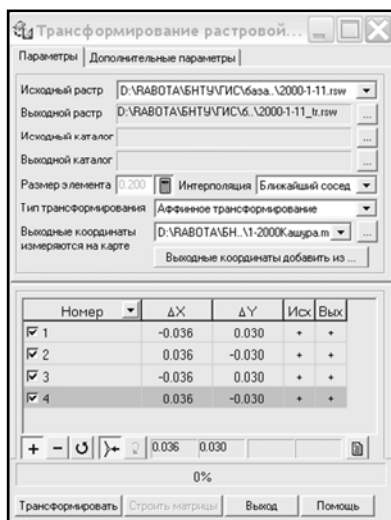 Трансформирование растровой...
Параметры Дополнительные параметры
Исходный растр D:\RABOTA\БНТУ\ГИС\база..\2000-1-11.rsw
Выходной растр D:\RABOTA\БНТУ\ГИС\б..\2000-1-11_tr.rsw ...
Исходный каталог ...
Выходной каталог ...
Размер элемента 0.200 Интерполяция Ближайший сосед
Тип трансформирования Аффинное трансформирование
Выходные координаты измеряются на карте D:\RABOTA\БН..\1-2000Кашура.m ...
Выходные координаты добавить из ...
Номер ΔX ΔY Исх Вых
1 -0.036 0.030 + +
2 0.036 -0.030 + +
3 -0.036 0.030 + +
4 0.036 -0.030 + +
0.036 0.030
0%
Трансформировать Строить матрицы Выход Помощь